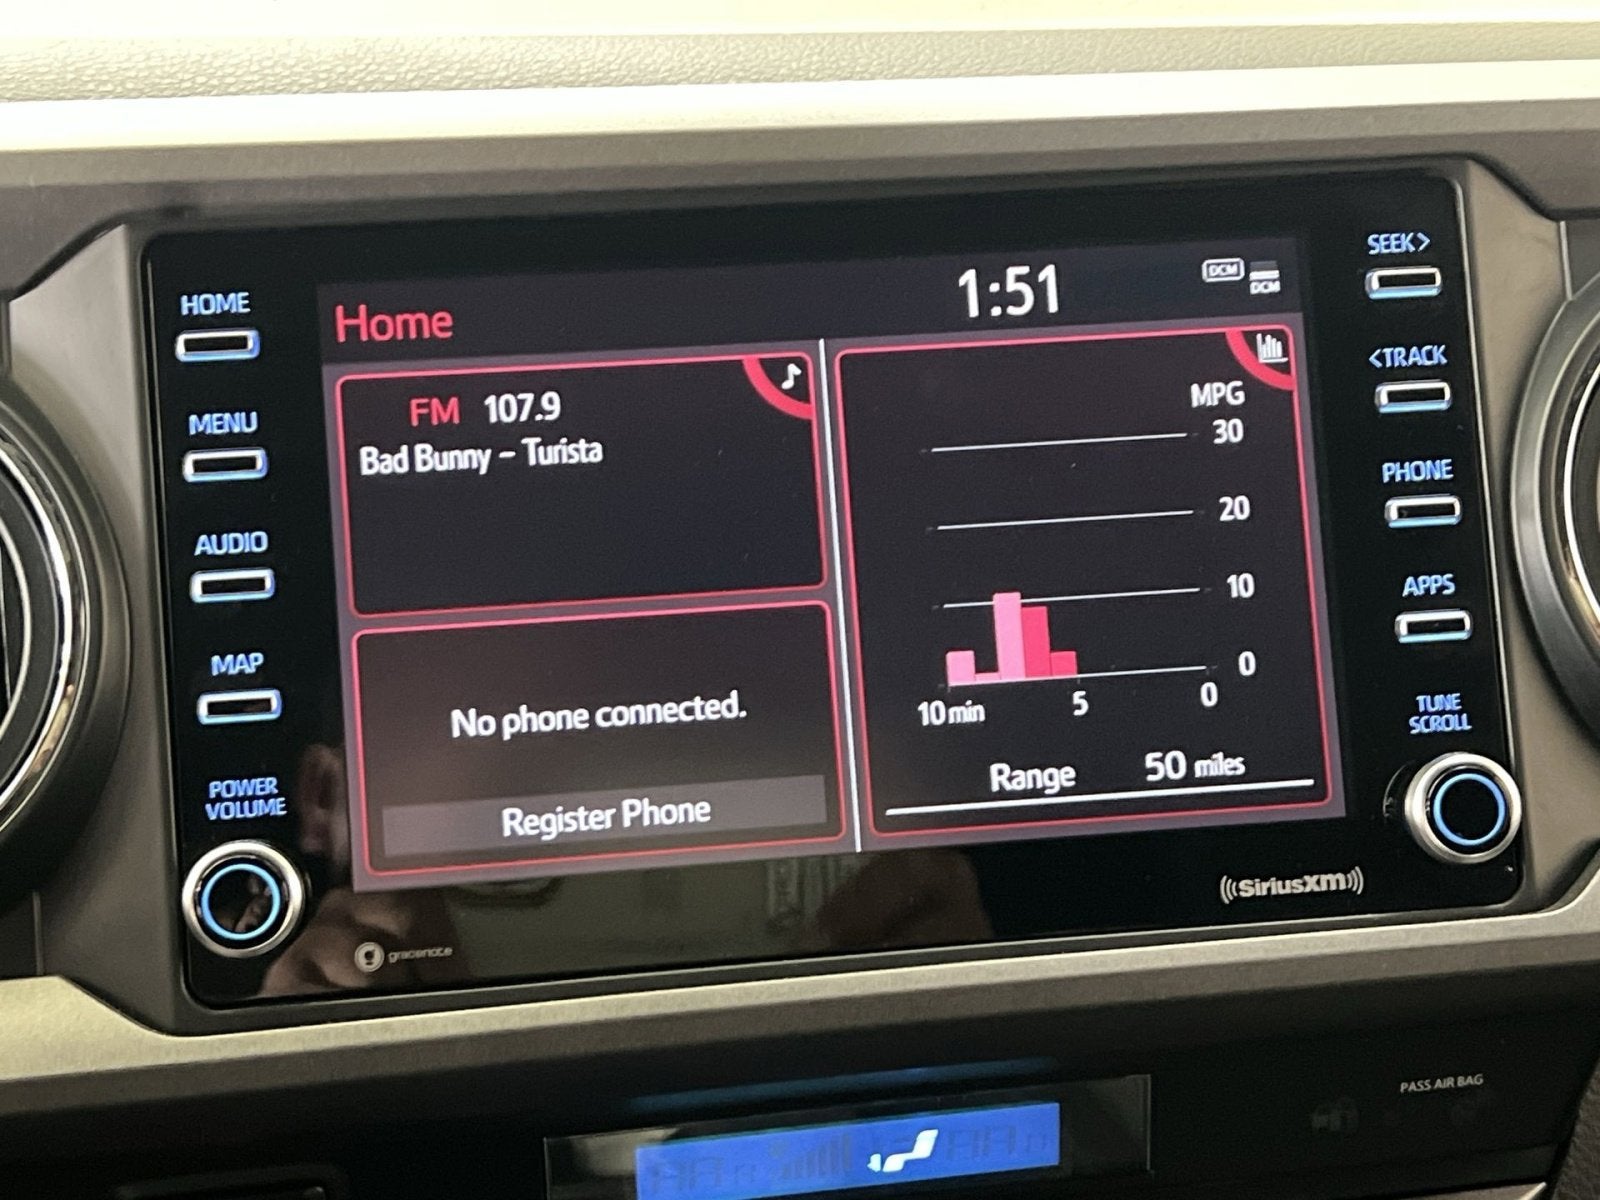 HOME
MENU
AUDIO
MAP
POWER
VOLUME
Home
1:51
DCM
DCM
FM 107.9
Bad Bunny – Turista
No phone connected.
Register Phone
MPG
30
20
10
0
10 min 5 0
Range 50 miles
SEEK>
<TRACK
PHONE
APPS
TUNE
SCROLL
gracenote
((SiriusXM))
PASS AIR BAG